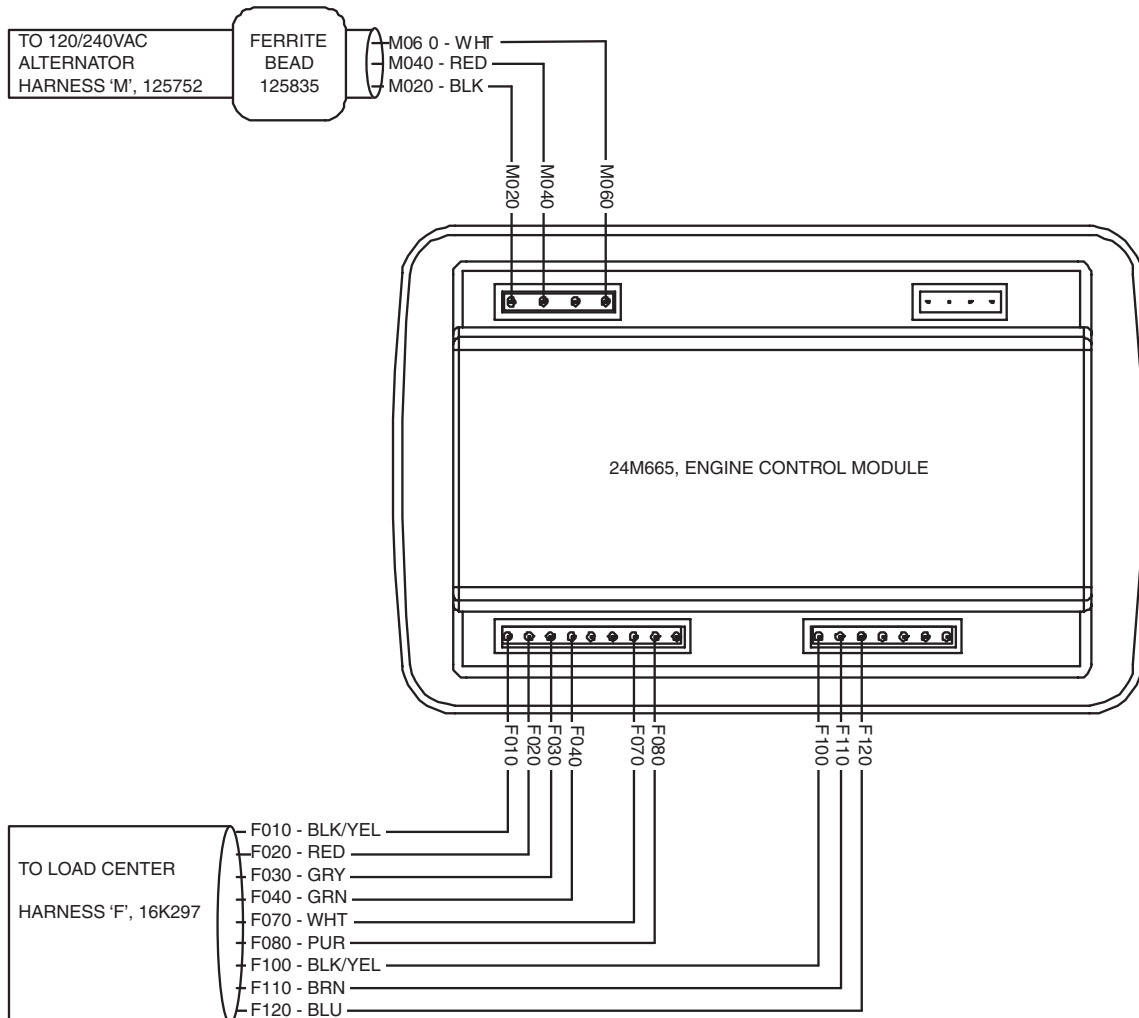 TO 120/240VAC
ALTERNATOR
HARNESS ‘M’, 125752
FERRITE
BEAD
125835
M06 0 - WHT
M040 - RED
M020 - BLK
M020
M040
M060
24M665, ENGINE CONTROL MODULE
F010
F020
F030
F040
F070
F080
F100
F110
F120
TO LOAD CENTER
HARNESS ‘F’, 16K297
F010 - BLK/YEL
F020 - RED
F030 - GRY
F040 - GRN
F070 - WHT
F080 - PUR
F100 - BLK/YEL
F110 - BRN
F120 - BLU